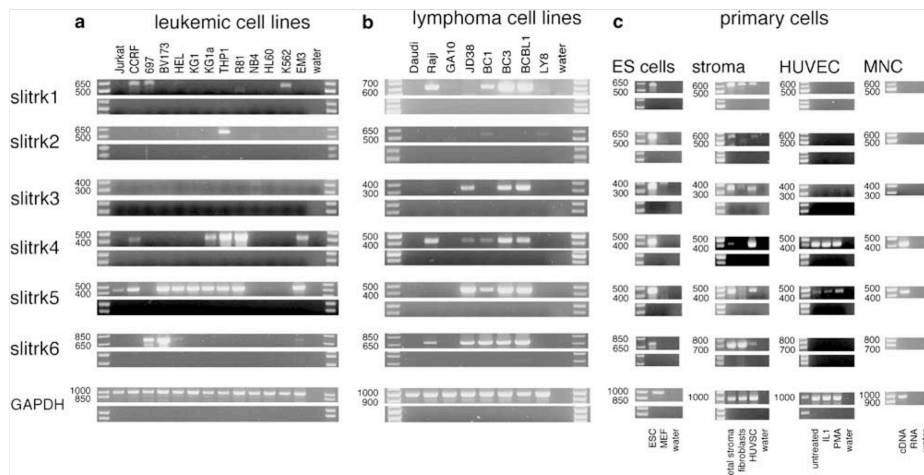 a leukemic cell lines b lymphoma cell lines c primary cells
Jurkat CCRF 697 BV173 HEL KG1 KG1a THP1 R81 NB4 HL60 K562 EM3 water
Daudi Raji GA10 JD38 BC1 BC3 BCBL1 LY8 water
ES cells stroma HUVEC MNC
slitrk1 650 500 700 600 650 500 600 500 600 500 600 500
slitrk2 650 500 650 500 650 500 600 500 600 500 600 500
slitrk3 400 300 400 300 400 300 400 300 400 300 400 300
slitrk4 500 400 500 400 500 400 500 400 500 400 500 400
slitrk5 500 400 500 400 500 400 500 400 500 400 500 400
slitrk6 850 650 850 650 850 650 800 700 800 700 800 700
GAPDH 1000 850 1000 900 1000 850 1000 1000 1000 900
ESC MEF water etal stroma fibroblasts HUVSC water untreated IL1 PMA water cDNA RNA